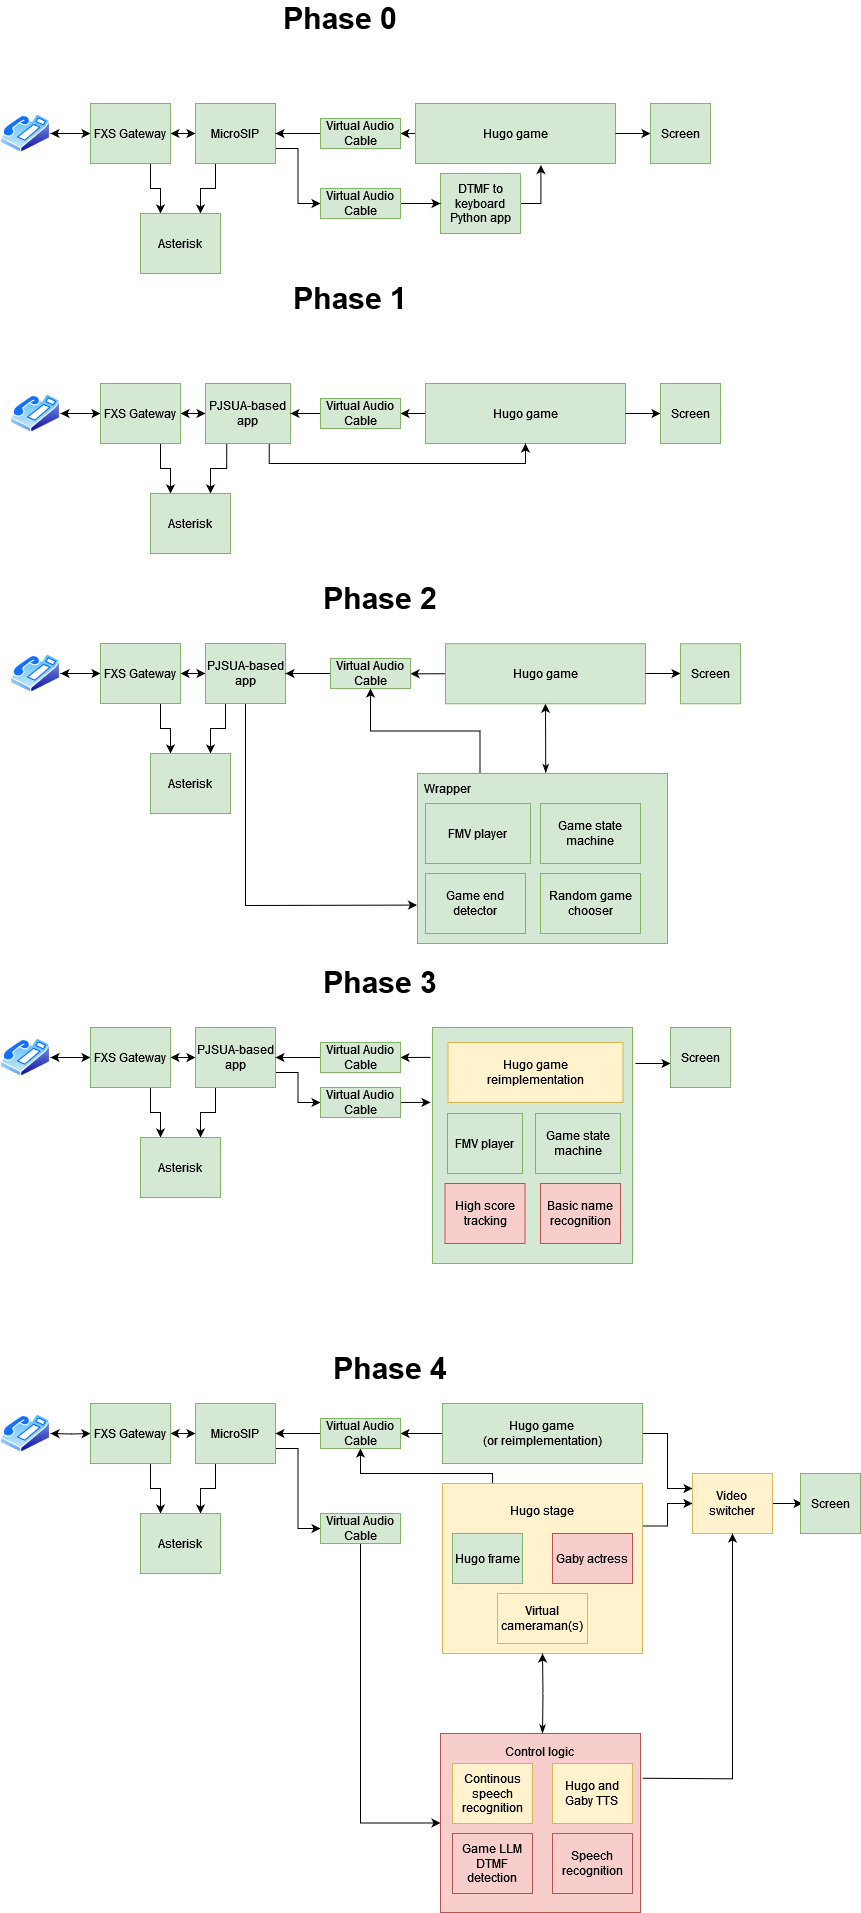 Phase 0
FXS Gateway
MicroSIP
Virtual Audio
Cable
Hugo game
Screen
Virtual Audio
Cable
DTMF to
keyboard
Python app
Asterisk
Phase 1
FXS Gateway
PJSUA-based
app
Virtual Audio
Cable
Hugo game
Screen
Asterisk
Phase 2
FXS Gateway
PJSUA-based
app
Virtual Audio
Cable
Hugo game
Screen
Asterisk
Wrapper
FMV player
Game state
machine
Game end
detector
Random game
chooser
Phase 3
FXS Gateway
PJSUA-based
app
Virtual Audio
Cable
Virtual Audio
Cable
Hugo game
reimplementation
Screen
Asterisk
FMV player
Game state
machine
High score
tracking
Basic name
recognition
Phase 4
FXS Gateway
MicroSIP
Virtual Audio
Cable
Hugo game
(or reimplementation)
Virtual Audio
Cable
Asterisk
Hugo stage
Hugo frame
Gaby actress
Virtual
cameraman(s)
Video
switcher
Screen
Control logic
Continous
speech
recognition
Hugo and
Gaby TTS
Game LLM
DTMF
detection
Speech
recognition